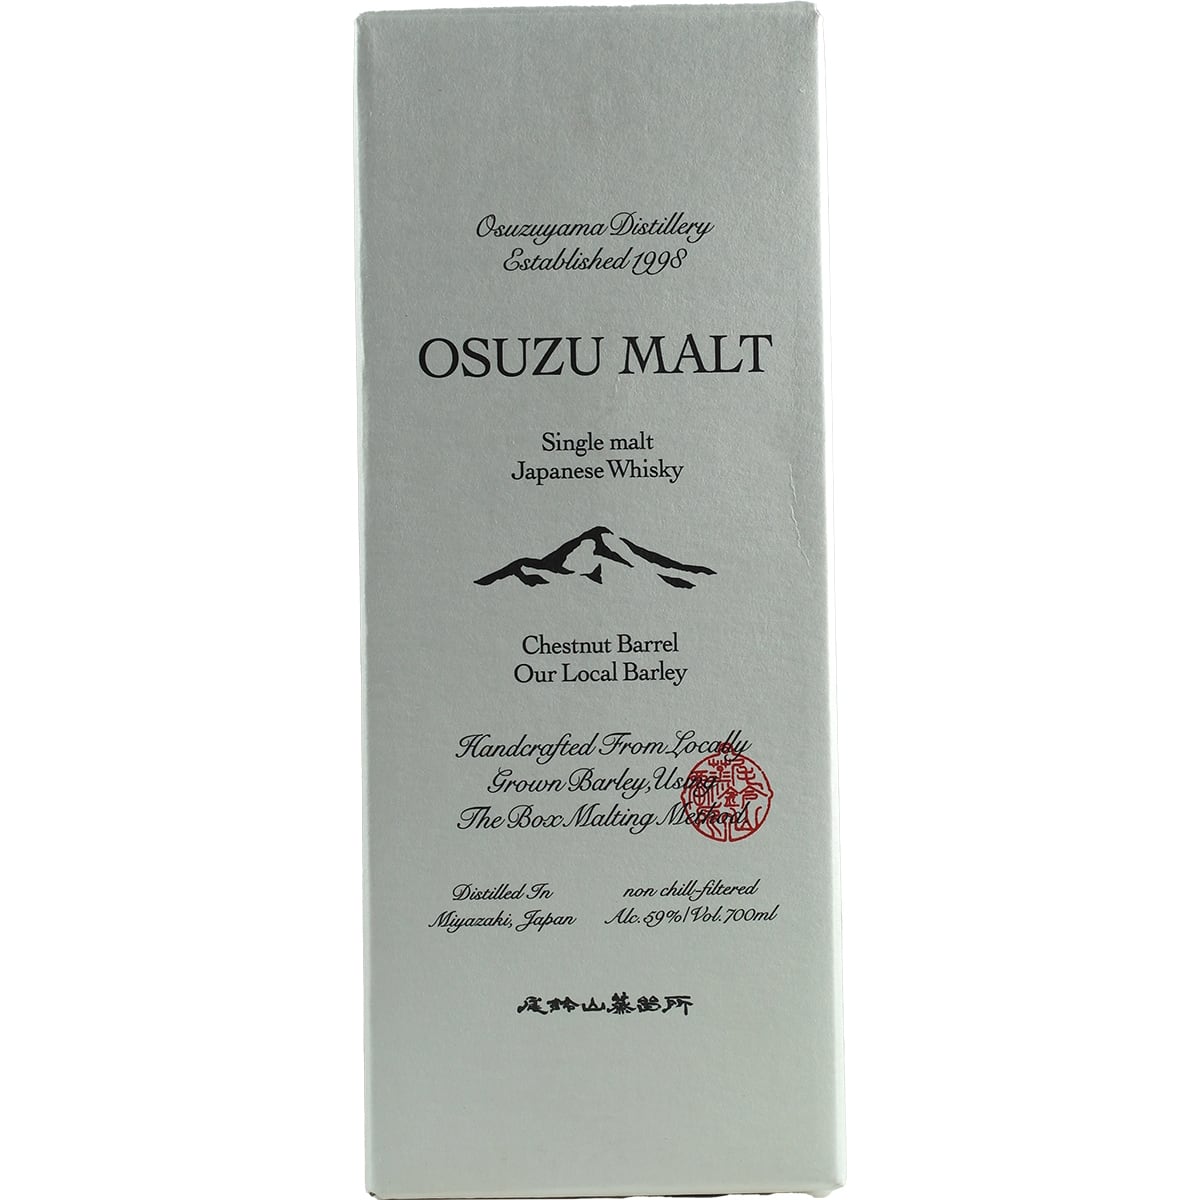 Osuzuyama Distillery
Established 1998
OSUZU MALT
Single malt
Japanese Whisky
Chestnut Barrel
Our Local Barley
Handcrafted From Locally
Grown Barley, Using
The Box Malting Method.
Distilled In
Miyazaki, Japan
non chill-filtered
Alc. 59%|Vol. 700ml
尾鈴山蒸留所